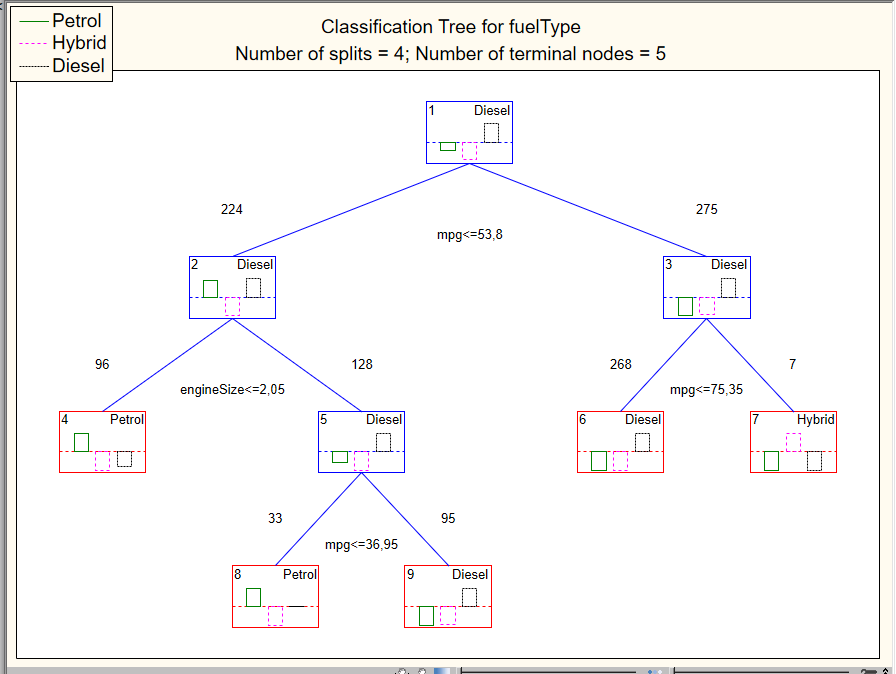 Petrol
Hybrid
Diesel
Classification Tree for fuelType
Number of splits = 4; Number of terminal nodes = 5
1 Diesel
224
275
mpg<=53,8
2 Diesel
3 Diesel
96
128
268
7
engineSize<=2,05
mpg<=75,35
4 Petrol
5 Diesel
6 Diesel
7 Hybrid
33
95
mpg<=36,95
8 Petrol
9 Diesel